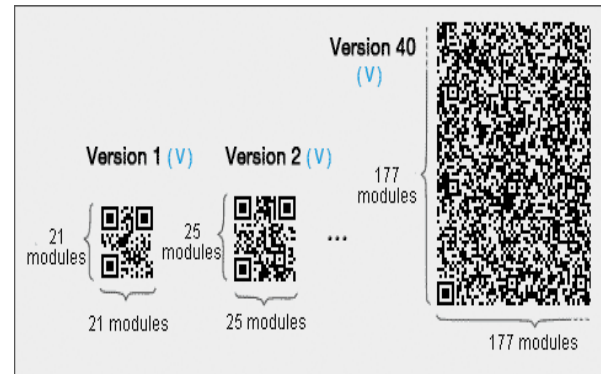 Version 40
(V)
Version 1 (V)
Version 2 (V)
177
modules
21
modules
25
modules
...
21 modules
25 modules
177 modules